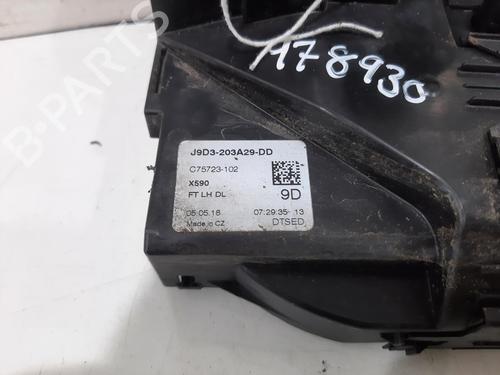 178930
J9D3-203A29-DD
C75723-102
X590
FT LH DL
9D
05.05.18 07:29:35 13
Made in CZ DTSED
B-PARTS